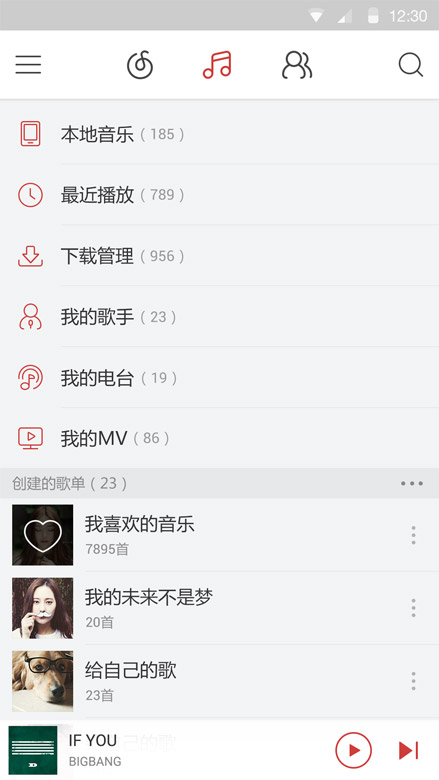 12:30
本地音乐（185）
最近播放（789）
下载管理（956）
我的歌手（23）
我的电台（19）
我的MV（86）
创建的歌单（23）
我喜欢的音乐
7895首
我的未来不是梦
20首
给自己的歌
23首
IF YOU
BIGBANG